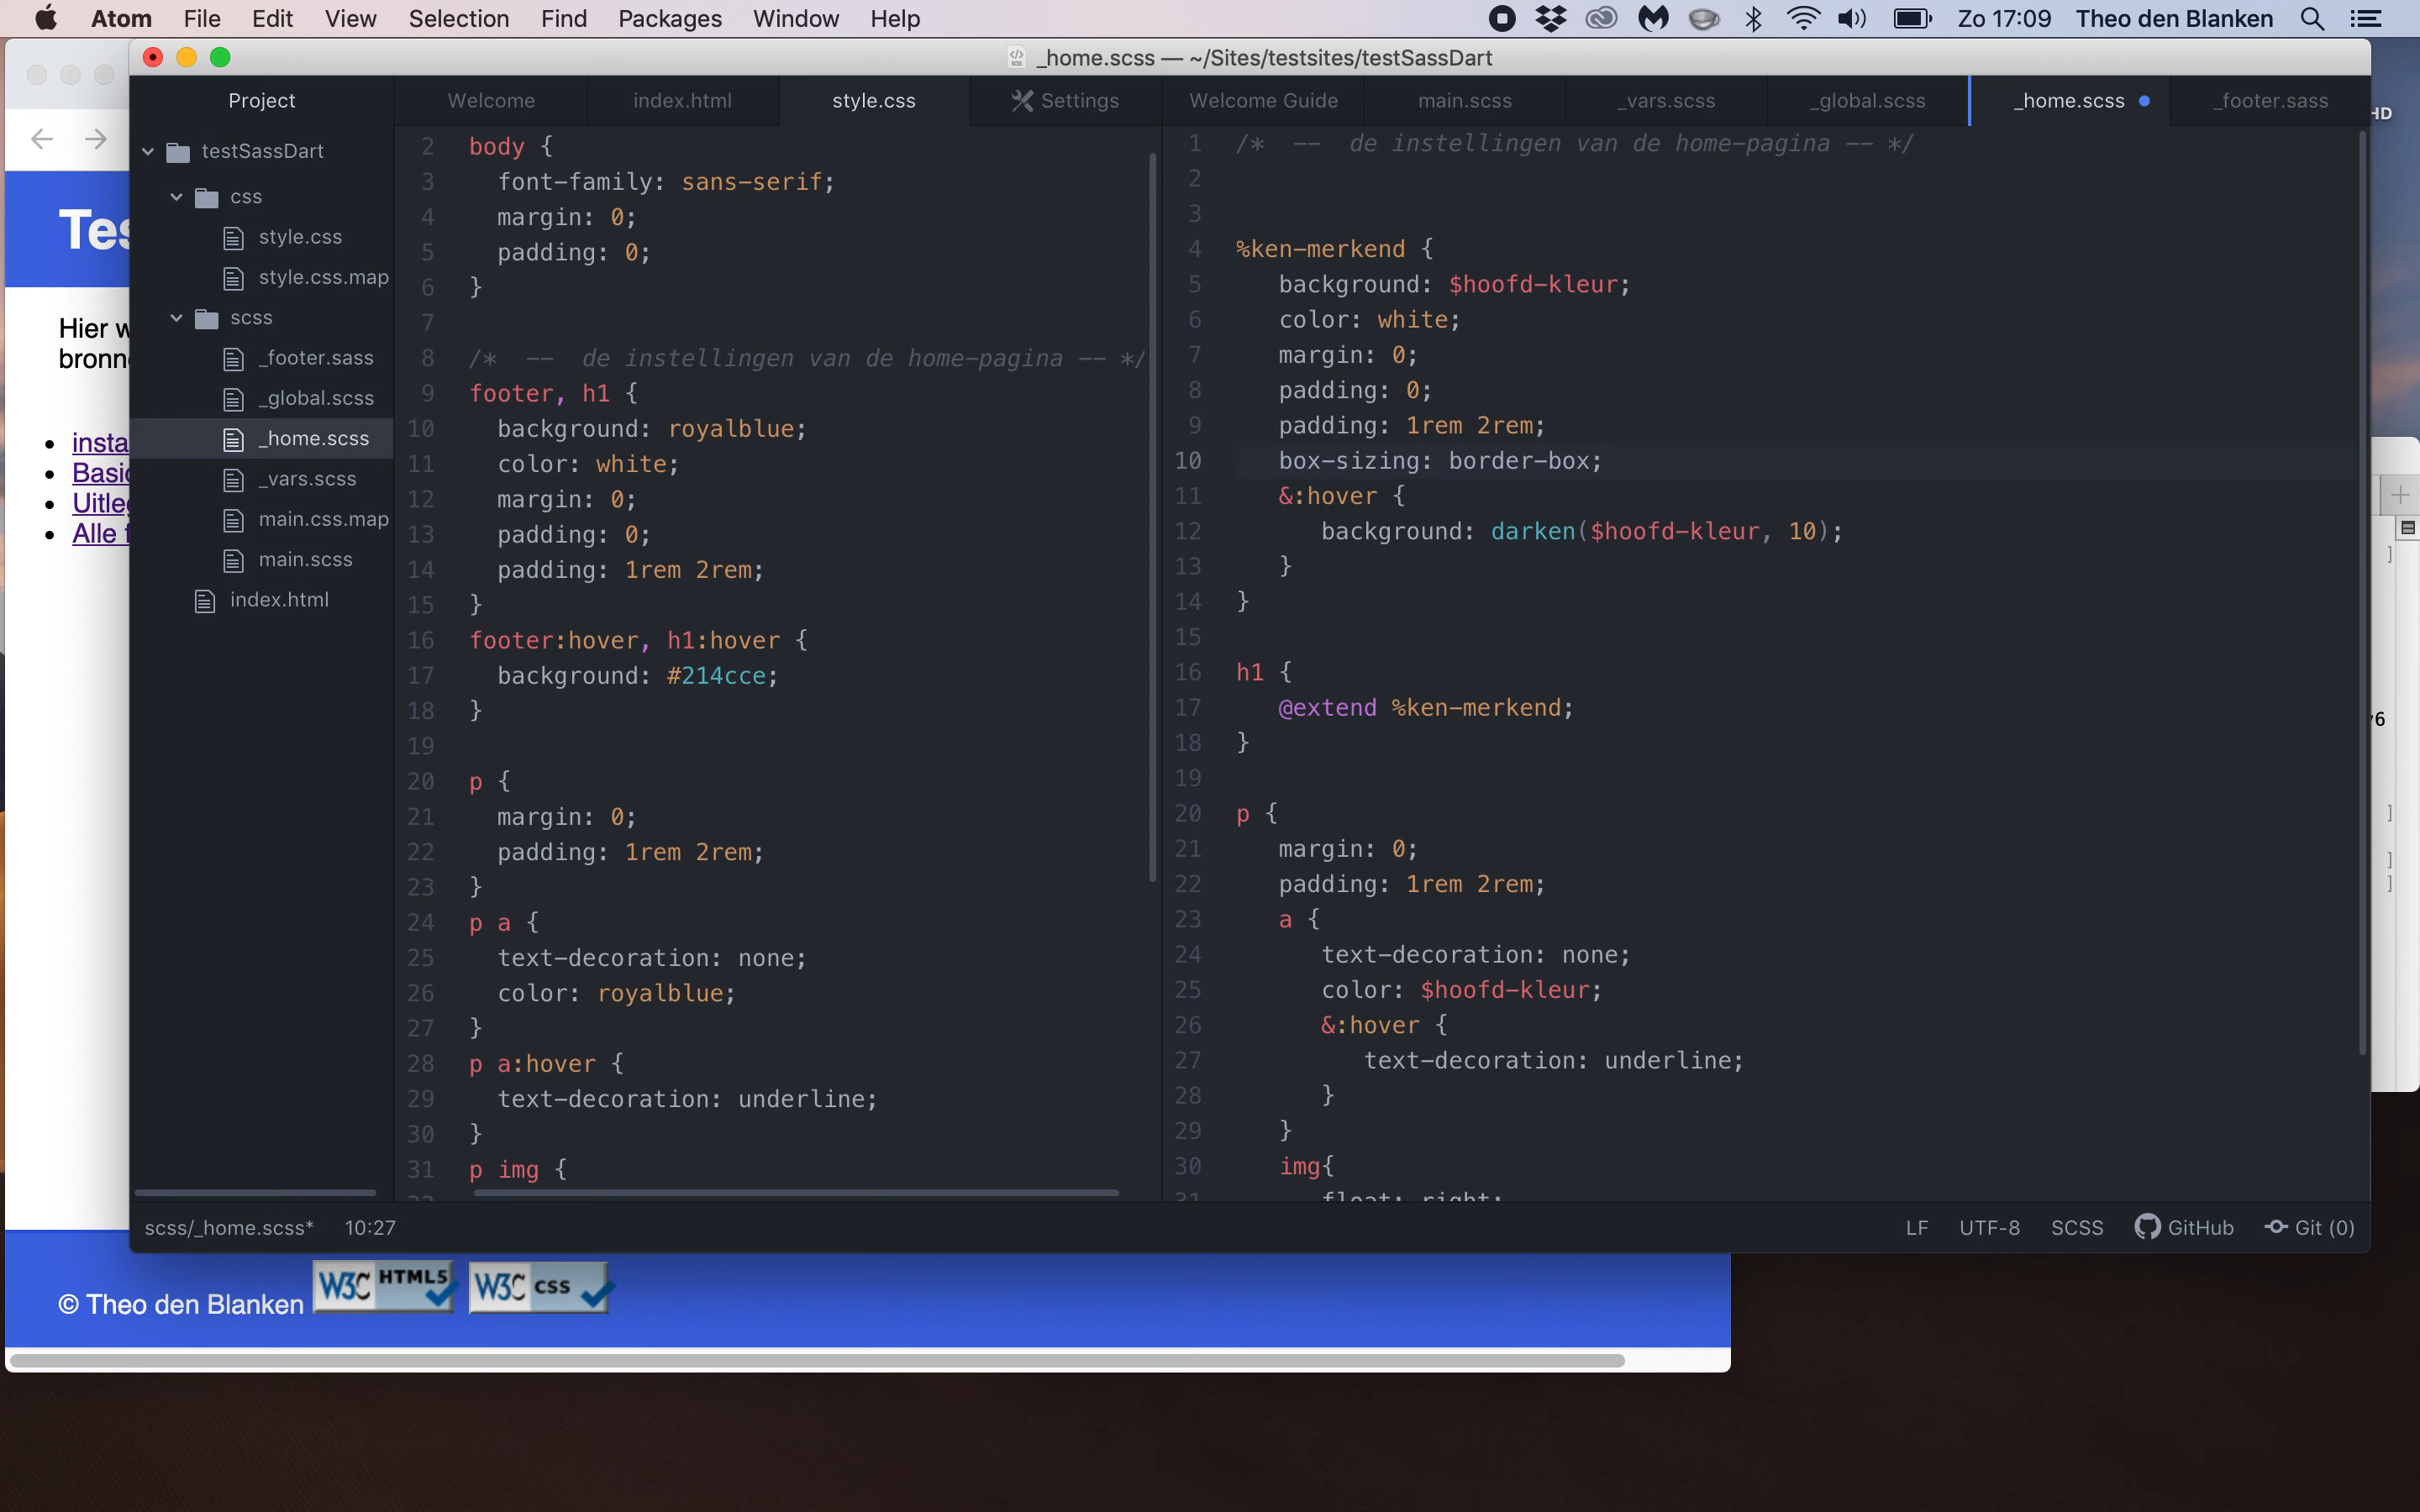 Atom File Edit View Selection Find Packages Window Help Zo 17:09 Theo den Blanken
_home.scss — ~/Sites/testsites/testSassDart
Project
Welcome index.html style.css Settings Welcome Guide main.scss _vars.scss _global.scss _home.scss _footer.sass
HD
testSassDart
css
style.css
style.css.map
scss
_footer.sass
_global.scss
_home.scss
_vars.scss
main.css.map
main.scss
index.html
2 body {
3 font-family: sans-serif;
4 margin: 0;
5 padding: 0;
6 }
7
8 /* -- de instellingen van de home-pagina -- */
9 footer, h1 {
10 background: royalblue;
11 color: white;
12 margin: 0;
13 padding: 0;
14 padding: 1rem 2rem;
15 }
16 footer:hover, h1:hover {
17 background: #214cce;
18 }
19
20 p {
21 margin: 0;
22 padding: 1rem 2rem;
23 }
24 p a {
25 text-decoration: none;
26 color: royalblue;
27 }
28 p a:hover {
29 text-decoration: underline;
30 }
31 p img {
1 /* -- de instellingen van de home-pagina -- */
2
3
4 %ken-merkend {
5 background: $hoofd-kleur;
6 color: white;
7 margin: 0;
8 padding: 0;
9 padding: 1rem 2rem;
10 box-sizing: border-box;
11 &:hover {
12 background: darken($hoofd-kleur, 10);
13 }
14 }
15
16 h1 {
17 @extend %ken-merkend;
18 }
19
20 p {
21 margin: 0;
22 padding: 1rem 2rem;
23 a {
24 text-decoration: none;
25 color: $hoofd-kleur;
26 &:hover {
27 text-decoration: underline;
28 }
29 }
30 img{
31 float: right;
scss/_home.scss* 10:27 LF UTF-8 SCSS GitHub Git (0)
Tes
Hier w
bronn
insta
Basic
Uitleg
Alle f
© Theo den Blanken W3C HTML5 W3C CSS